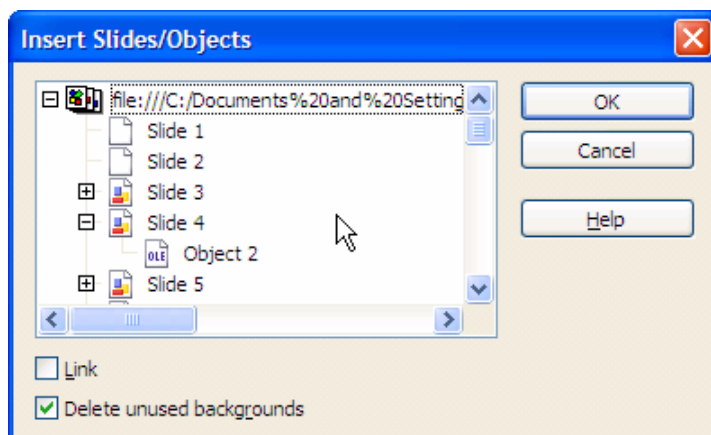 Insert Slides/Objects
file:///C:/Documents%20and%20Setting
Slide 1
Slide 2
Slide 3
Slide 4
OLE Object 2
Slide 5
OK
Cancel
Help
Link
Delete unused backgrounds